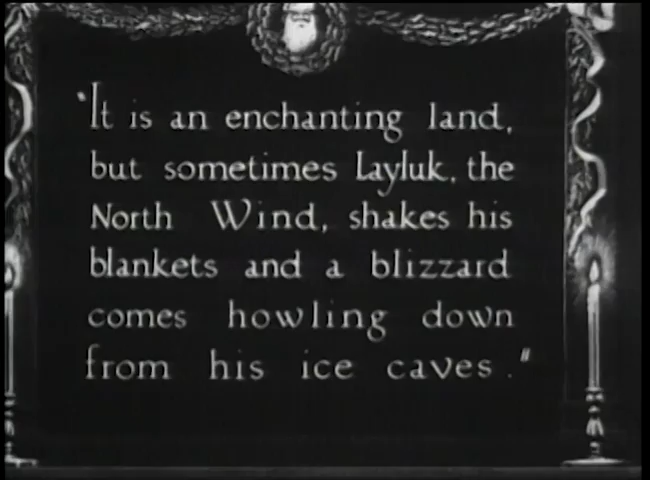 "It is an enchanting land,
but sometimes Layluk, the
North Wind, shakes his
blankets and a blizzard
comes howling down
from his ice caves."